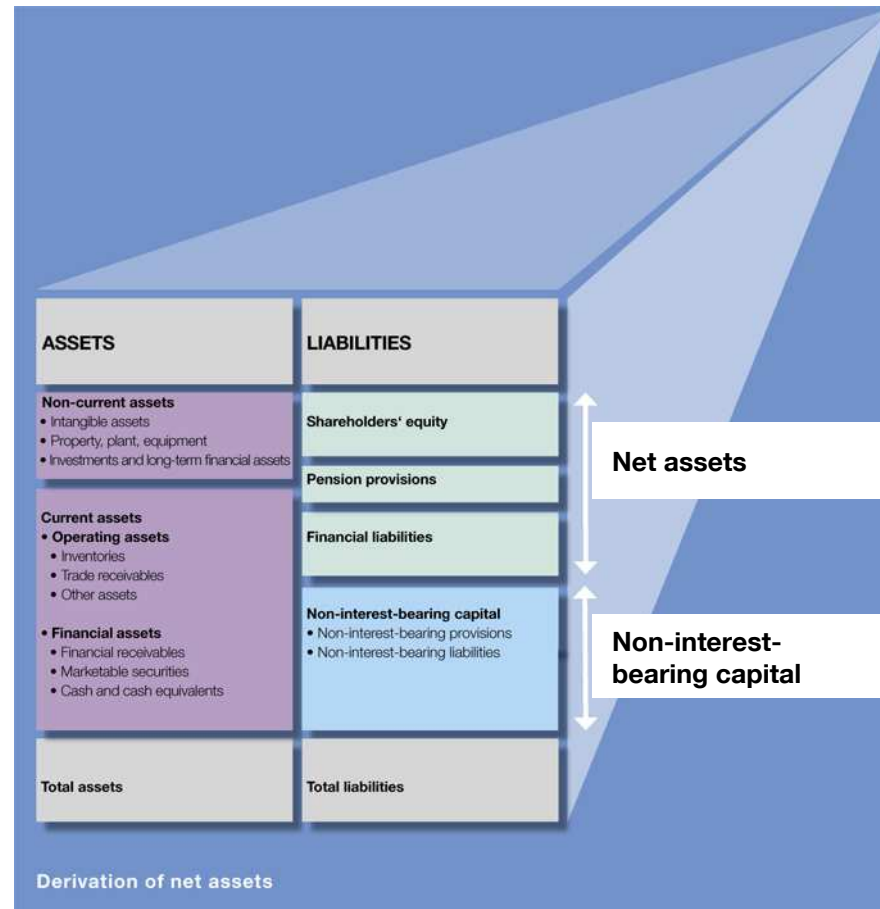 ASSETS
Non-current assets
• Intangible assets
• Property, plant, equipment
• Investments and long-term financial assets
Current assets
• Operating assets
• Inventories
• Trade receivables
• Other assets
• Financial assets
• Financial receivables
• Marketable securities
• Cash and cash equivalents
Total assets
LIABILITIES
Shareholders‘ equity
Pension provisions
Financial liabilities
Non-interest-bearing capital
• Non-interest-bearing provisions
• Non-interest-bearing liabilities
Total liabilities
Net assets
Non-interest-
bearing capital
Derivation of net assets